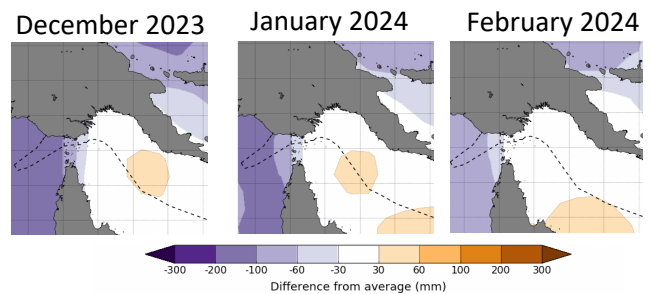 December 2023
January 2024
February 2024
-300 -200 -100 -60 -30 30 60 100 200 300
Difference from average (mm)